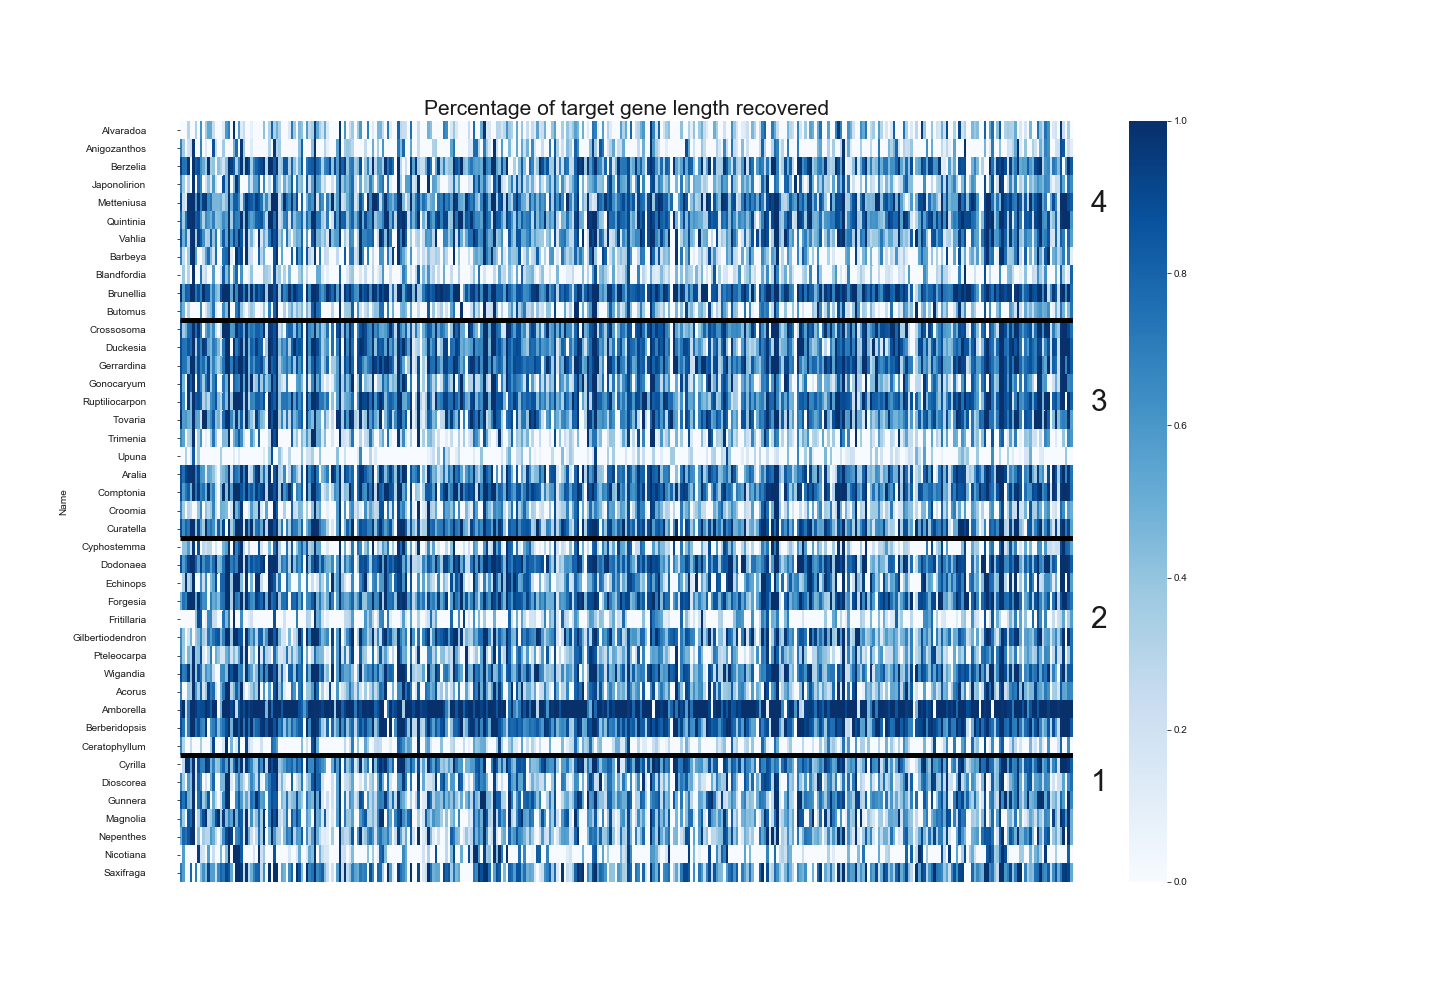 Percentage of target gene length recovered
Alvaradoa
Anigozanthos
Berzelia
Japonolirion
Metteniusa
Quintinia
Vahlia
Barbeya
Blandfordia
Brunellia
Butomus
Crossosoma
Duckesia
Gerrardina
Gonocaryum
Ruptiliocarpon
Tovaria
Trimenia
Upuna
Aralia
Comptonia
Croomia
Curatella
Cyphostemma
Dodonaea
Echinops
Forgesia
Fritillaria
Gilbertiodendron
Pteleocarpa
Wigandia
Acorus
Amborella
Berberidopsis
Ceratophyllum
Cyrilla
Dioscorea
Gunnera
Magnolia
Nepenthes
Nicotiana
Saxifraga
Name
4
3
2
1
1.0
0.8
0.6
0.4
0.2
0.0